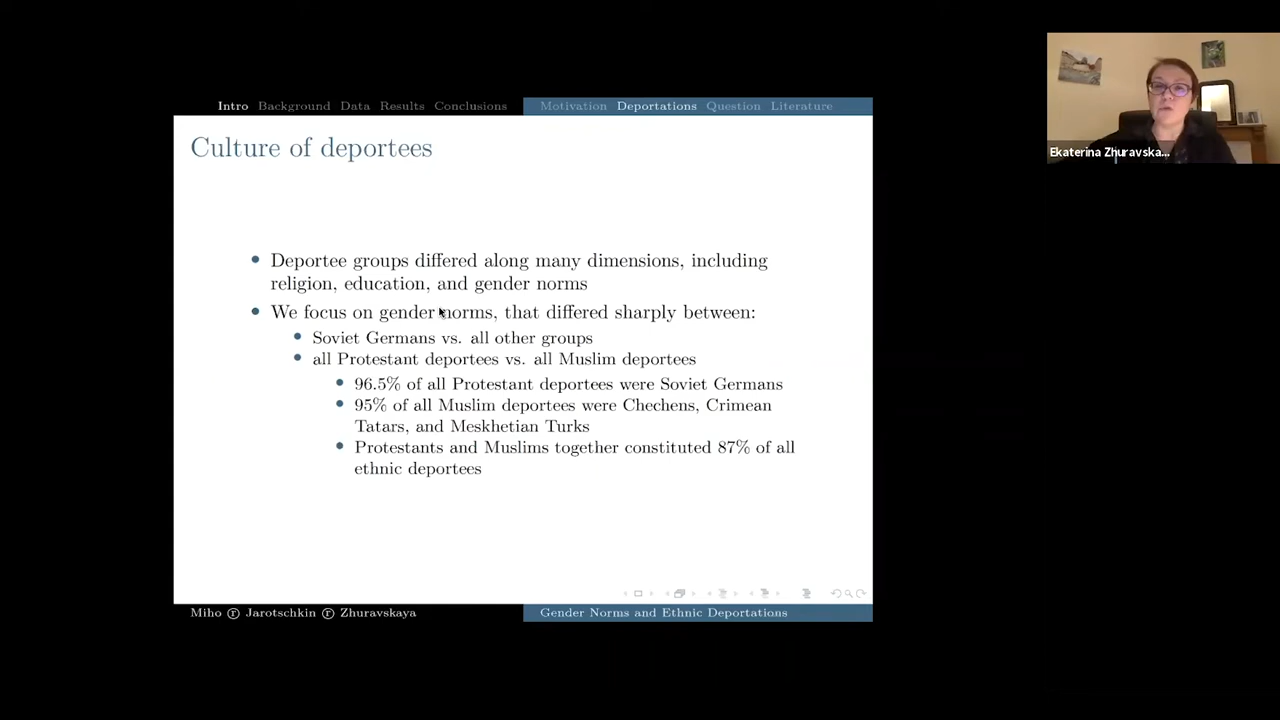 Intro Background Data Results Conclusions
Motivation Deportations Question Literature
Culture of deportees
Deportee groups differed along many dimensions, including
religion, education, and gender norms
We focus on gender norms, that differed sharply between:
Soviet Germans vs. all other groups
all Protestant deportees vs. all Muslim deportees
96.5% of all Protestant deportees were Soviet Germans
95% of all Muslim deportees were Chechens, Crimean
Tatars, and Meskhetian Turks
Protestants and Muslims together constituted 87% of all
ethnic deportees
Miho ⓡ Jarotschkin ⓡ Zhuravskaya
Gender Norms and Ethnic Deportations
Ekaterina Zhuravska...